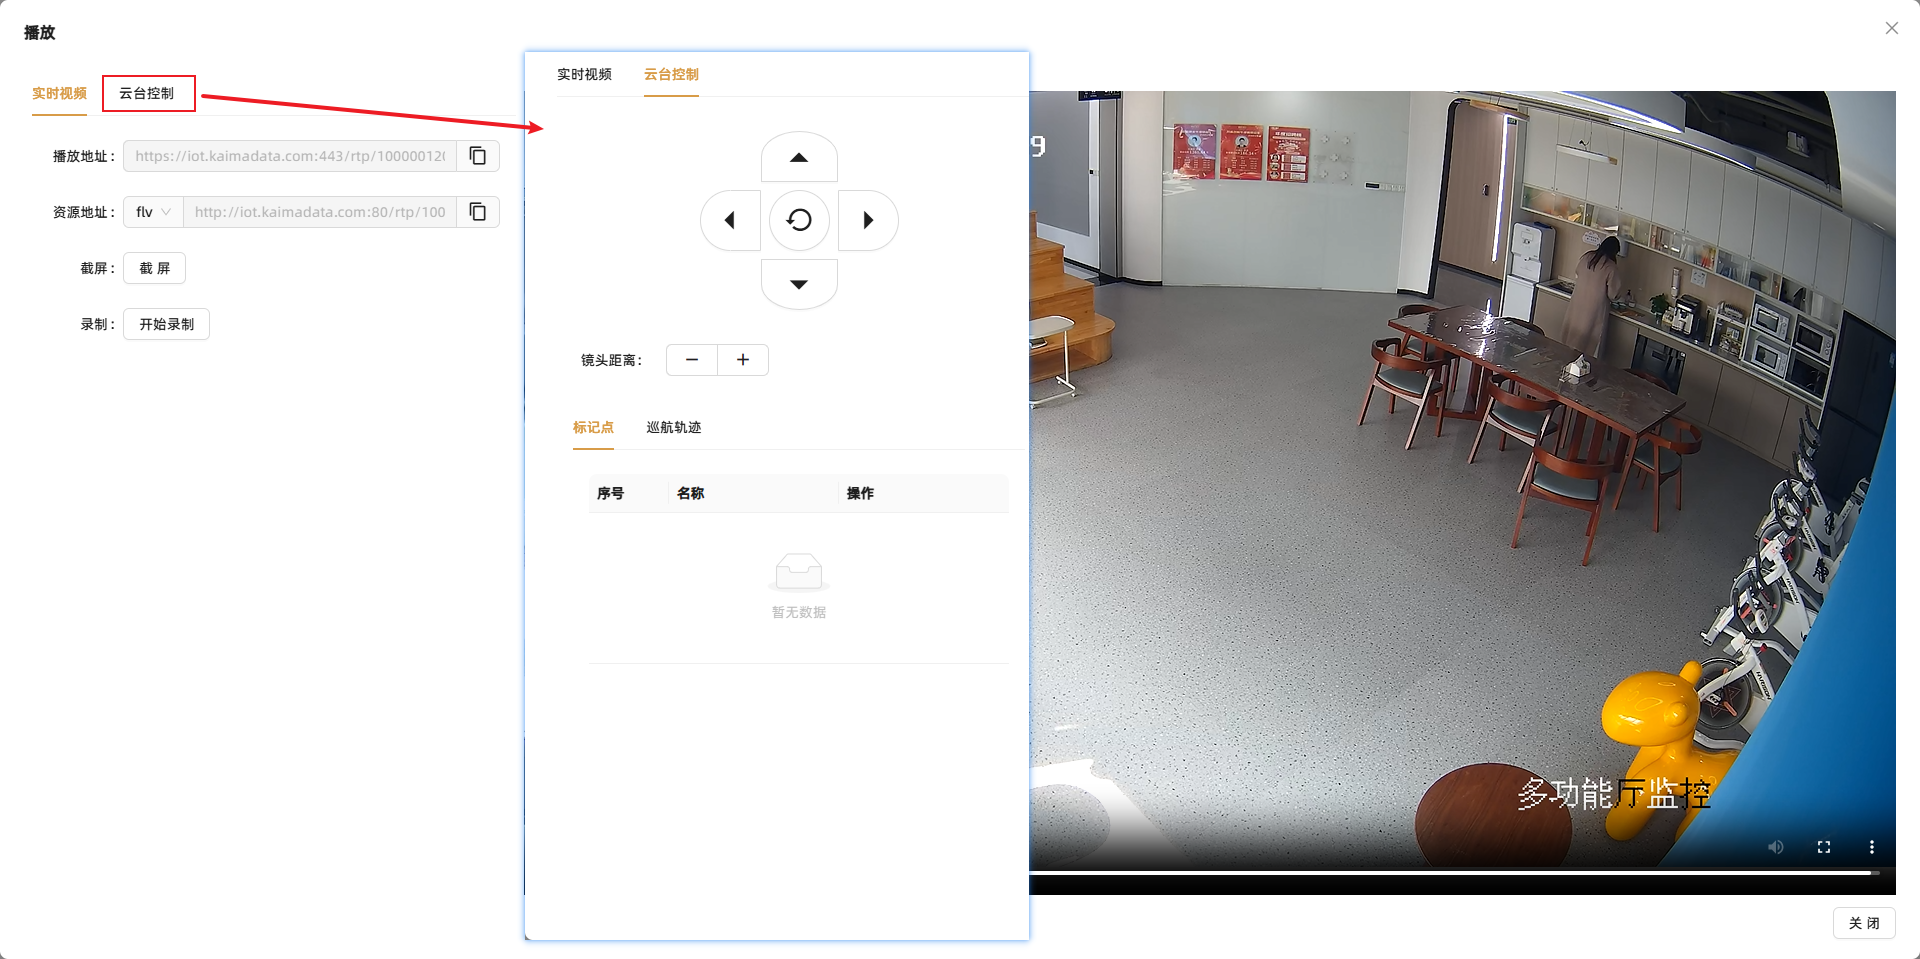 播放
实时视频
云台控制
播放地址：
https://iot.kaimadata.com:443/rtp/10000012
资源地址：
flv
http://iot.kaimadata.com:80/rtp/100
截屏：
截 屏
录制：
开始录制
实时视频
云台控制
镜头距离：
标记点
巡航轨迹
序号
名称
操作
暂无数据
9
多功能厅监控
关 闭